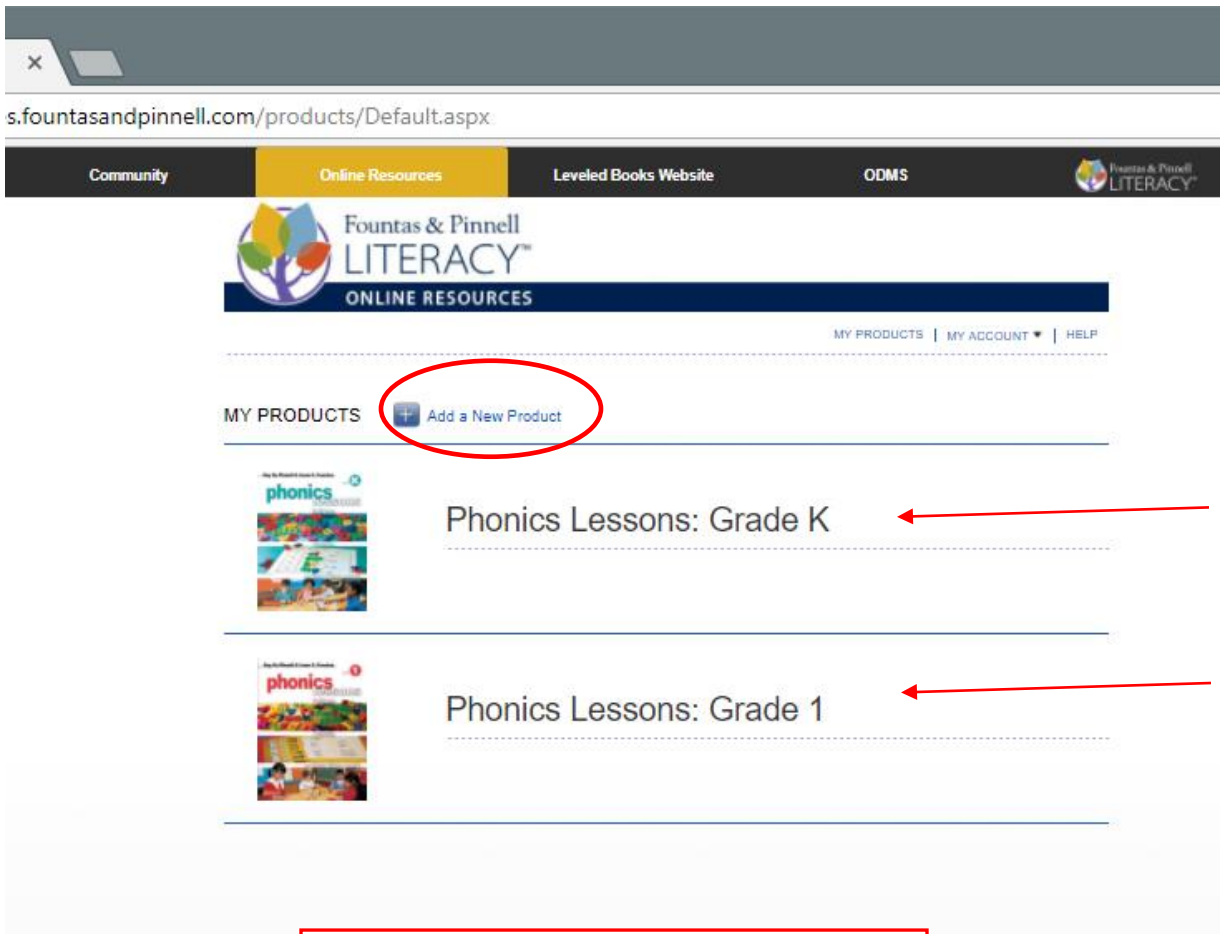 ×
s.fountasandpinnell.com/products/Default.aspx
Community Online Resources Leveled Books Website ODMS Fountas & Pinnell LITERACY™
Fountas & Pinnell
LITERACY™
ONLINE RESOURCES
MY PRODUCTS | MY ACCOUNT ▼ | HELP
MY PRODUCTS + Add a New Product
phonics
K
Phonics Lessons: Grade K
phonics
1
Phonics Lessons: Grade 1